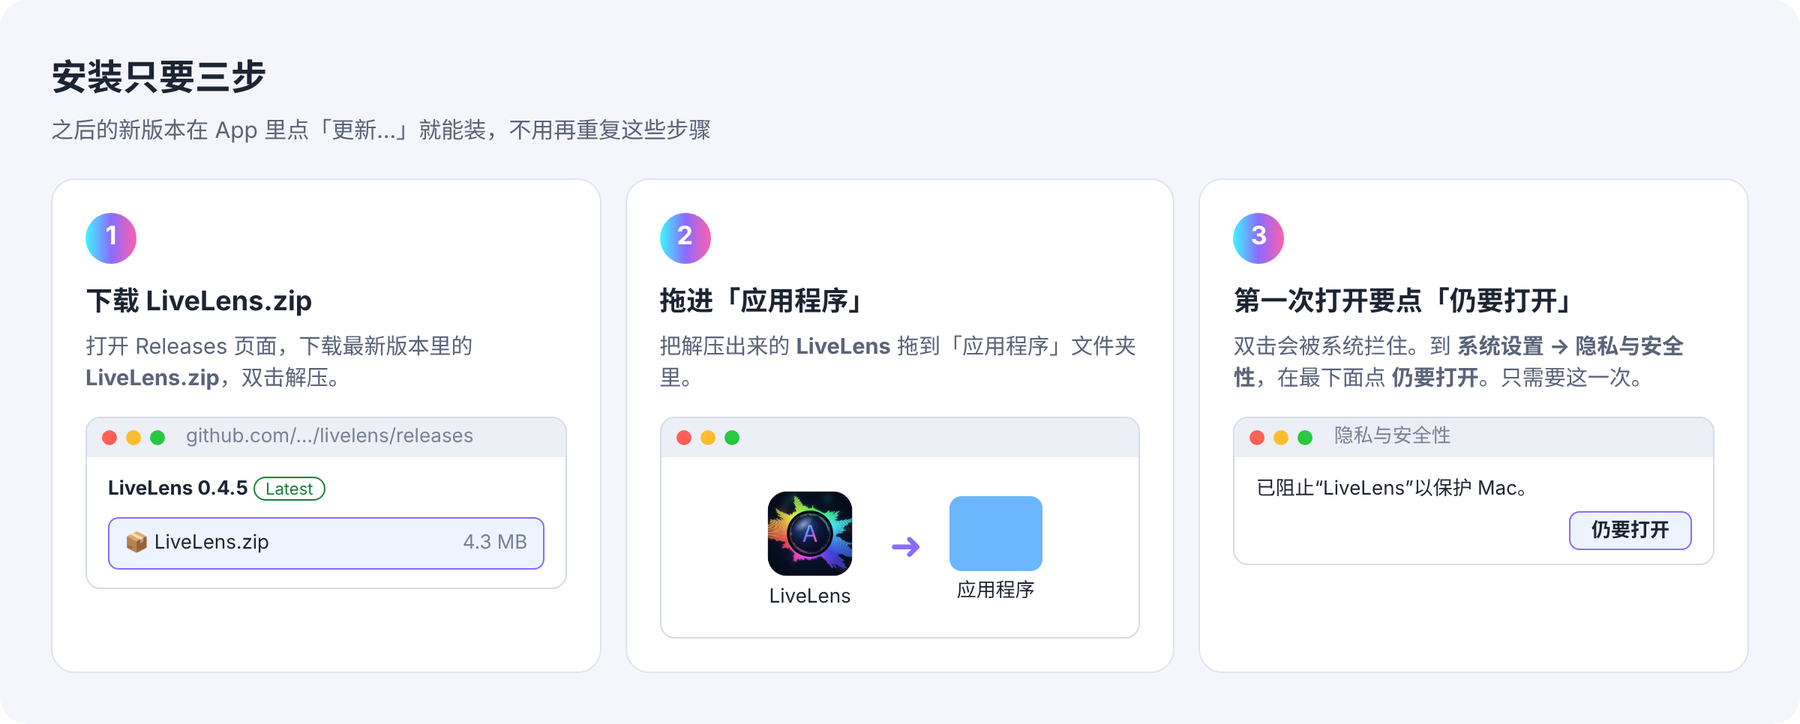 安装只要三步
之后的新版本在 App 里点「更新...」就能装，不用再重复这些步骤
1
下载 LiveLens.zip
打开 Releases 页面，下载最新版本里的
LiveLens.zip，双击解压。
github.com/.../livelens/releases
LiveLens 0.4.5 Latest
LiveLens.zip 4.3 MB
2
拖进「应用程序」
把解压出来的 LiveLens 拖到「应用程序」文件夹
里。
A
LiveLens
→
应用程序
3
第一次打开要点「仍要打开」
双击会被系统拦住。到 系统设置 → 隐私与安全
性，在最下面点 仍要打开。只需要这一次。
隐私与安全性
已阻止“LiveLens”以保护 Mac。
仍要打开